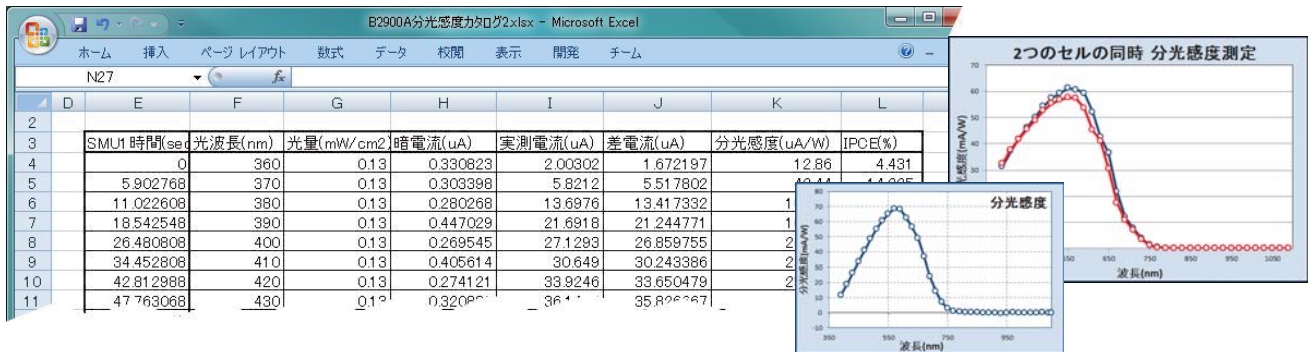 B2900A分光感度カタログ2.xlsx - Microsoft Excel
ホーム 挿入 ページ レイアウト 数式 データ 校閲 表示 開発 チーム
N27 fx
D E F G H I J K L
2
3 SMU1時間(sec 光波長(nm) 光量(mW/cm2) 暗電流(uA) 実測電流(uA) 差電流(uA) 分光感度(uA/W) IPCE(%)
4 0 360 0.13 0.330823 2.00302 1.672197 12.86 4.431
5 5.902768 370 0.13 0.303398 5.8212 5.517802
6 11.022608 380 0.13 0.280268 13.6976 13.417332
7 18.542548 390 0.13 0.447029 21.6918 21.244771
8 26.480808 400 0.13 0.269545 27.1293 26.859755
9 34.452808 410 0.13 0.405614 30.649 30.243386
10 42.812988 420 0.13 0.274121 33.9246 33.650479
11 47.763068 430 0.13
2つのセルの同時 分光感度測定
70
60
50
40
30
分光感度(mA/W)
650 750 850 950 1050
波長(nm)
分光感度
80
70
60
50
40
30
20
10
0
-10
分光感度(mA/W)
350 550 750 950
波長(nm)